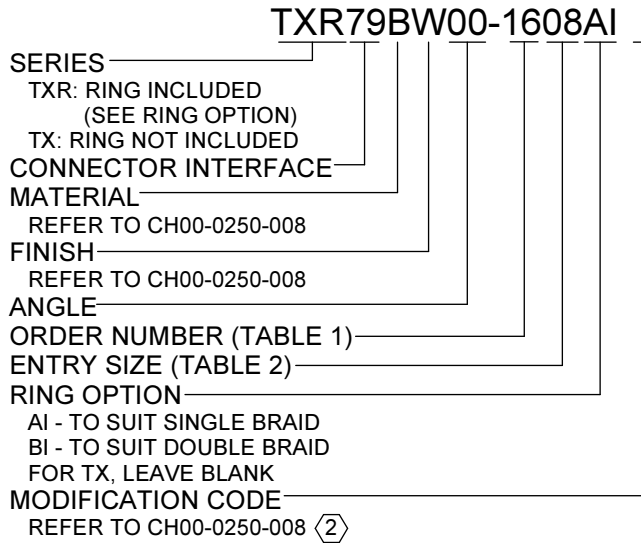 TXR79BW00-1608AI
SERIES
TXR: RING INCLUDED
(SEE RING OPTION)
TX: RING NOT INCLUDED
CONNECTOR INTERFACE
MATERIAL
REFER TO CH00-0250-008
FINISH
REFER TO CH00-0250-008
ANGLE
ORDER NUMBER (TABLE 1)
ENTRY SIZE (TABLE 2)
RING OPTION
AI - TO SUIT SINGLE BRAID
BI - TO SUIT DOUBLE BRAID
FOR TX, LEAVE BLANK
MODIFICATION CODE
REFER TO CH00-0250-008 2